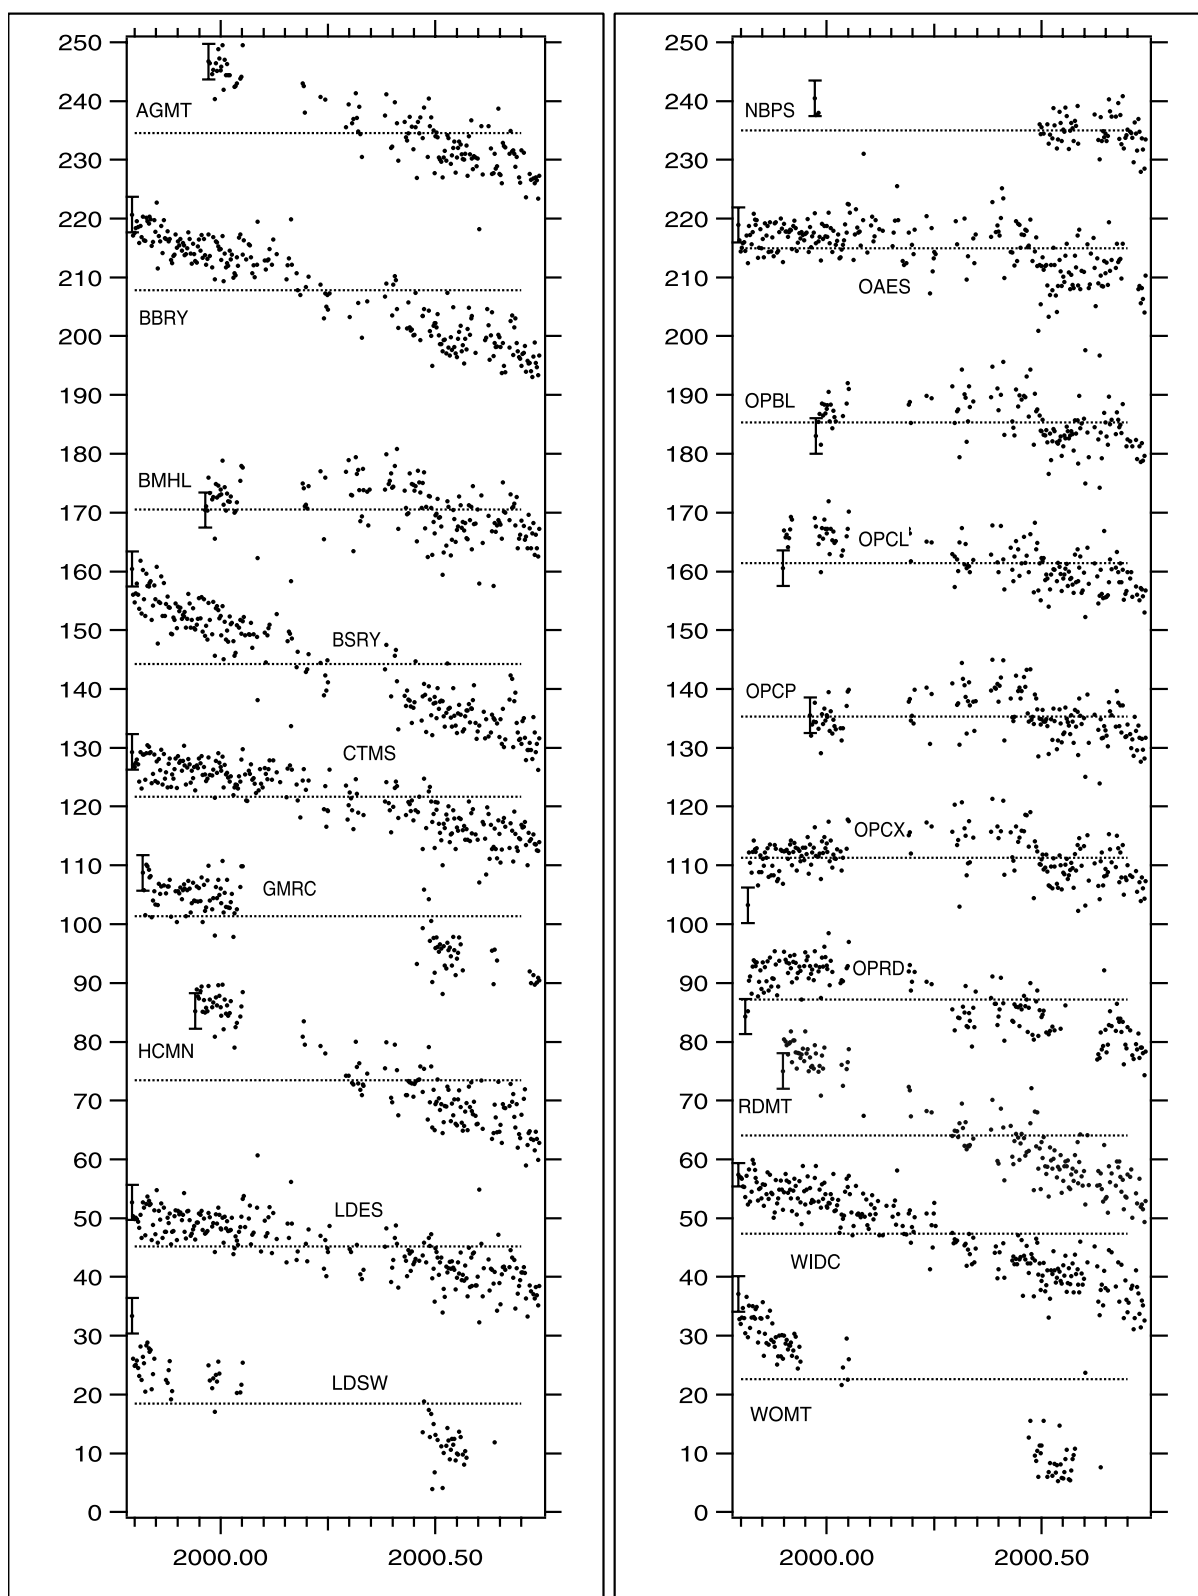 250
240
AGMT
230
220
210
BBRY
200
190
180
BMHL
170
160
150
BSRY
140
130
CTMS
120
110
GMRC
100
90
HCMN
80
70
60
50
LDES
40
30
20
LDSW
10
0
2000.00 2000.50
250
240
NBPS
230
220
210
OAES
200
190
OPBL
180
170
OPCL
160
150
140
OPCP
130
120
OPCX
110
100
90
OPRD
80
70
RDMT
60
50
WIDC
40
30
20
WOMT
10
0
2000.00 2000.50